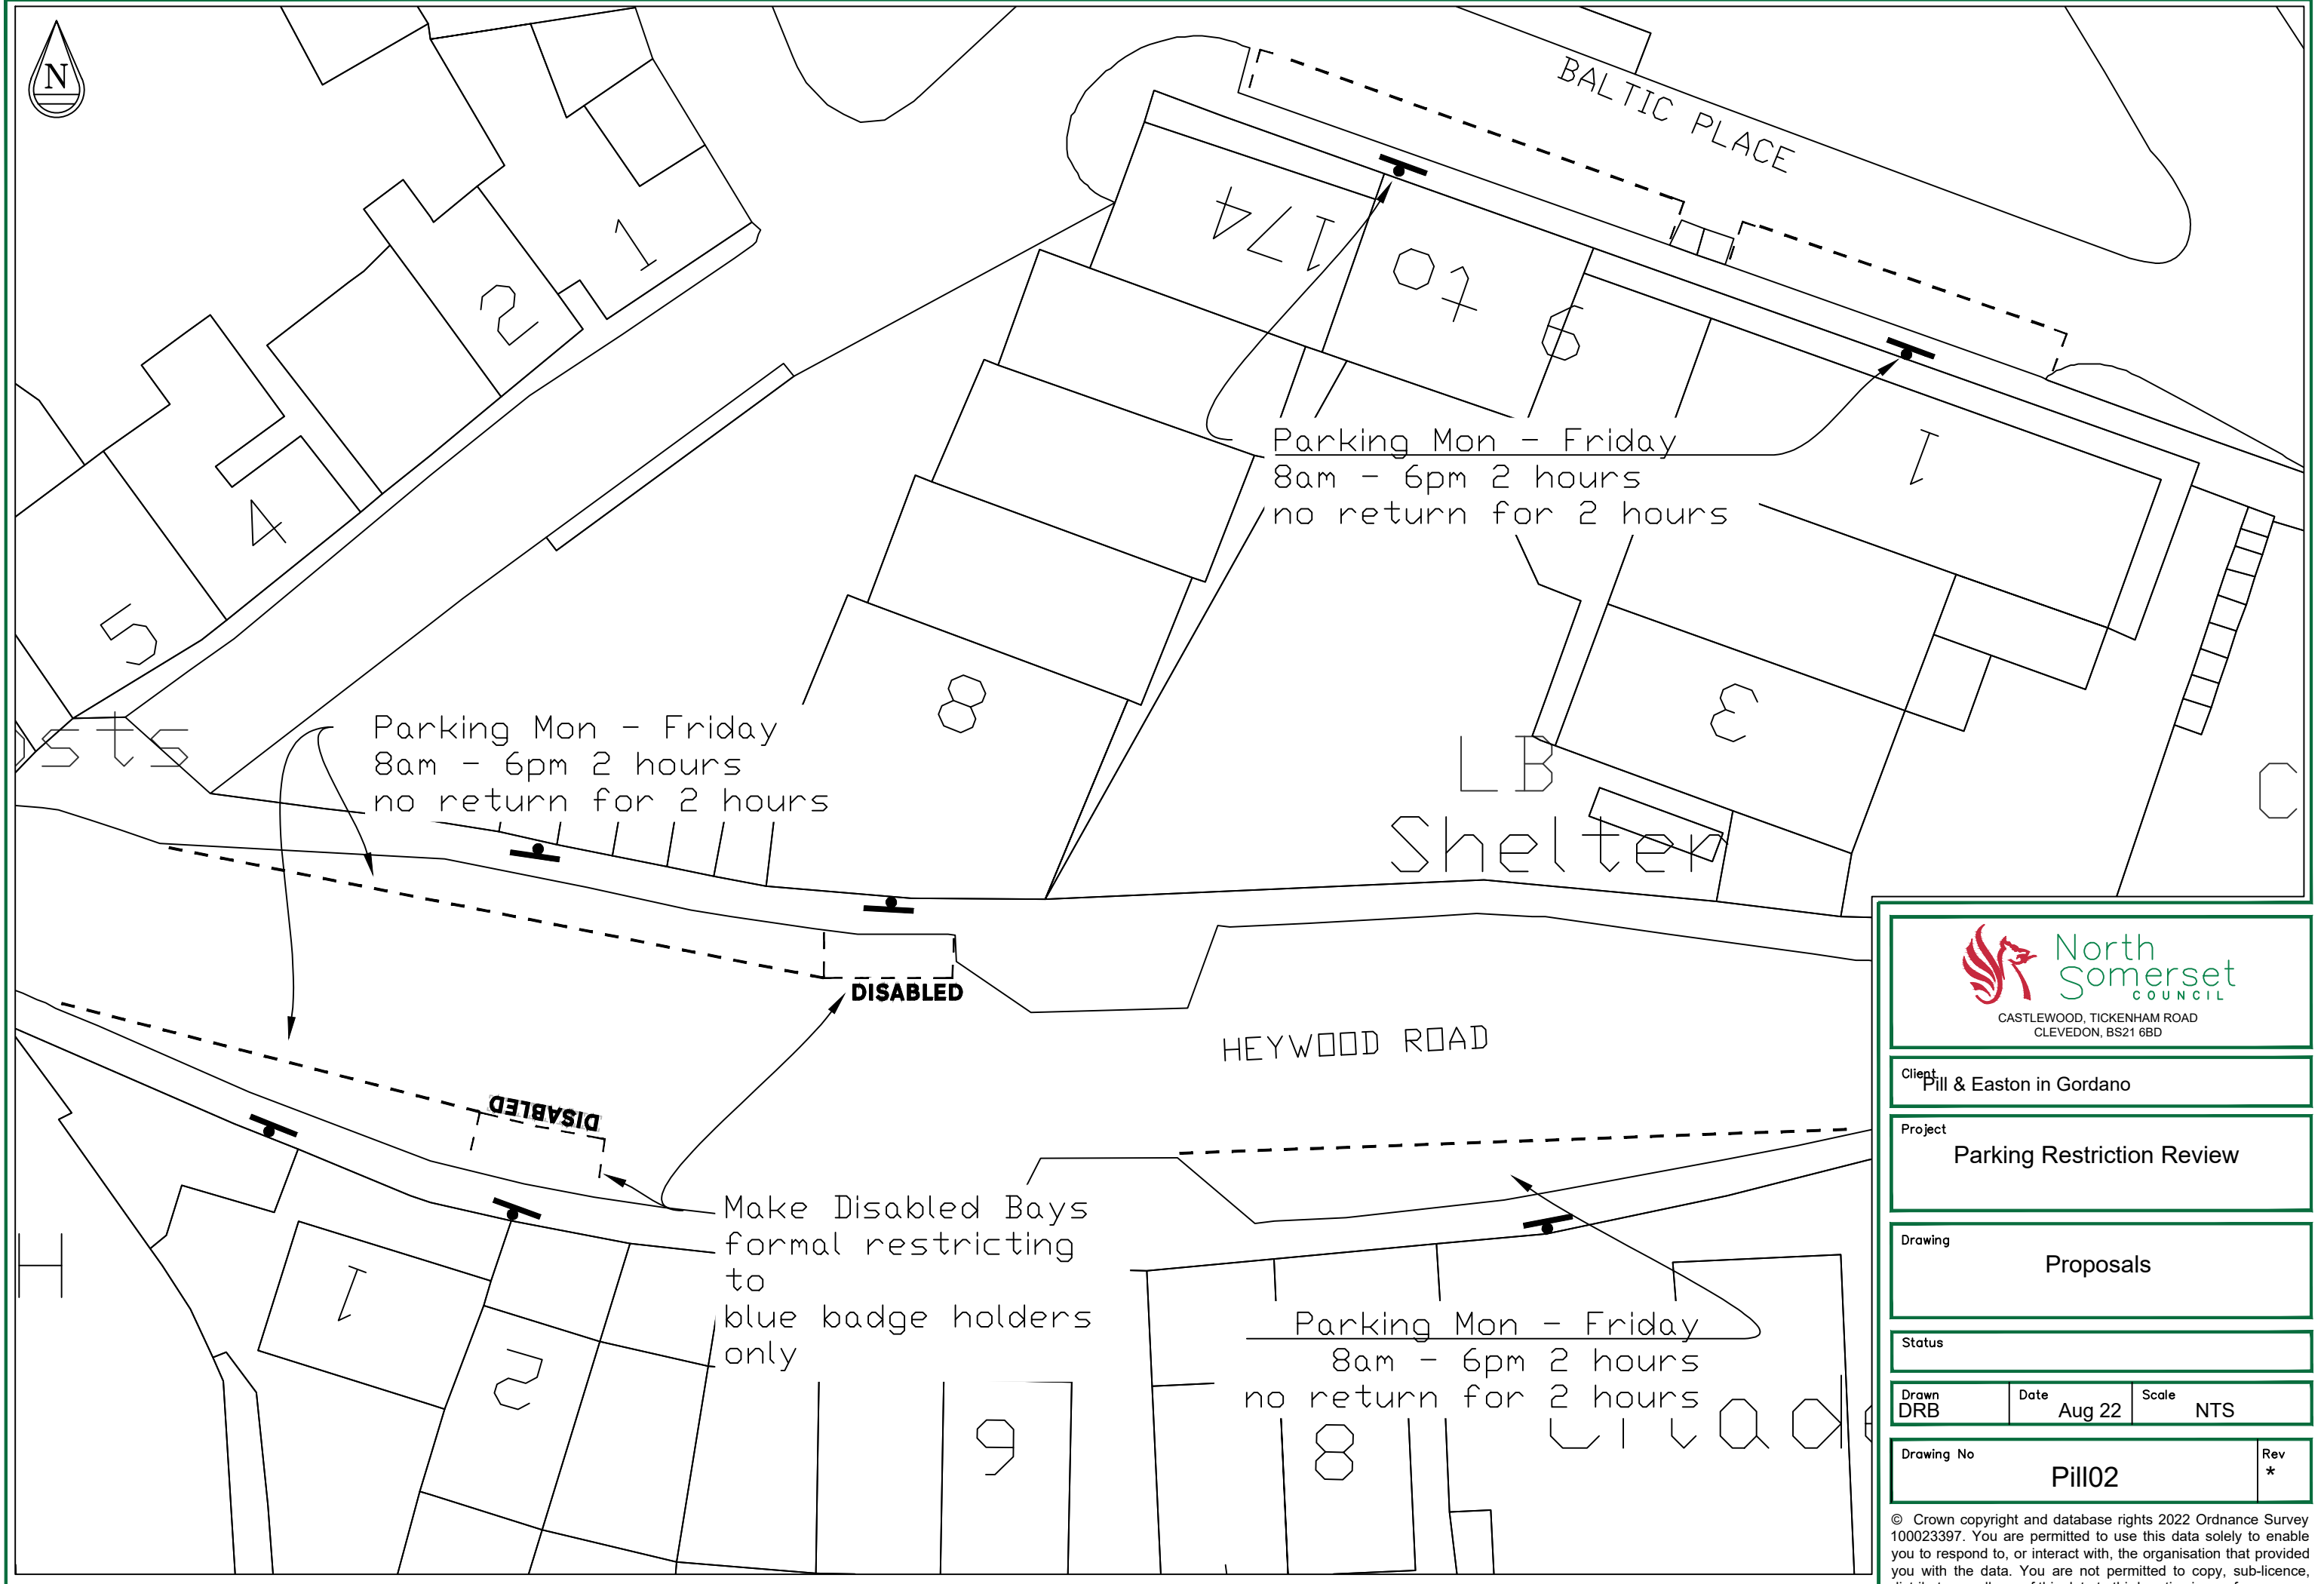 N
BALTIC PLACE
174
to
9
1
2
1
4
5
Parking Mon - Friday
8am - 6pm 2 hours
no return for 2 hours
8
3
LB
Shelter
C
Parking Mon - Friday
8am - 6pm 2 hours
no return for 2 hours
DISABLED
HEYWOOD ROAD
DISABLED
Make Disabled Bays
formal restricting
to
blue badge holders
only
H
1
2
6
8
Parking Mon - Friday
8am - 6pm 2 hours
no return for 2 hours
North
Somerset
COUNCIL
CASTLEWOOD, TICKENHAM ROAD
CLEVEDON, BS21 6BD
Client
Pill & Easton in Gordano
Project
Parking Restriction Review
Drawing
Proposals
Status
Drawn
DRB
Date
Aug 22
Scale
NTS
Drawing No
Pill02
Rev
*
© Crown copyright and database rights 2022 Ordnance Survey
100023397. You are permitted to use this data solely to enable
you to respond to, or interact with, the organisation that provided
you with the data. You are not permitted to copy, sub-licence,